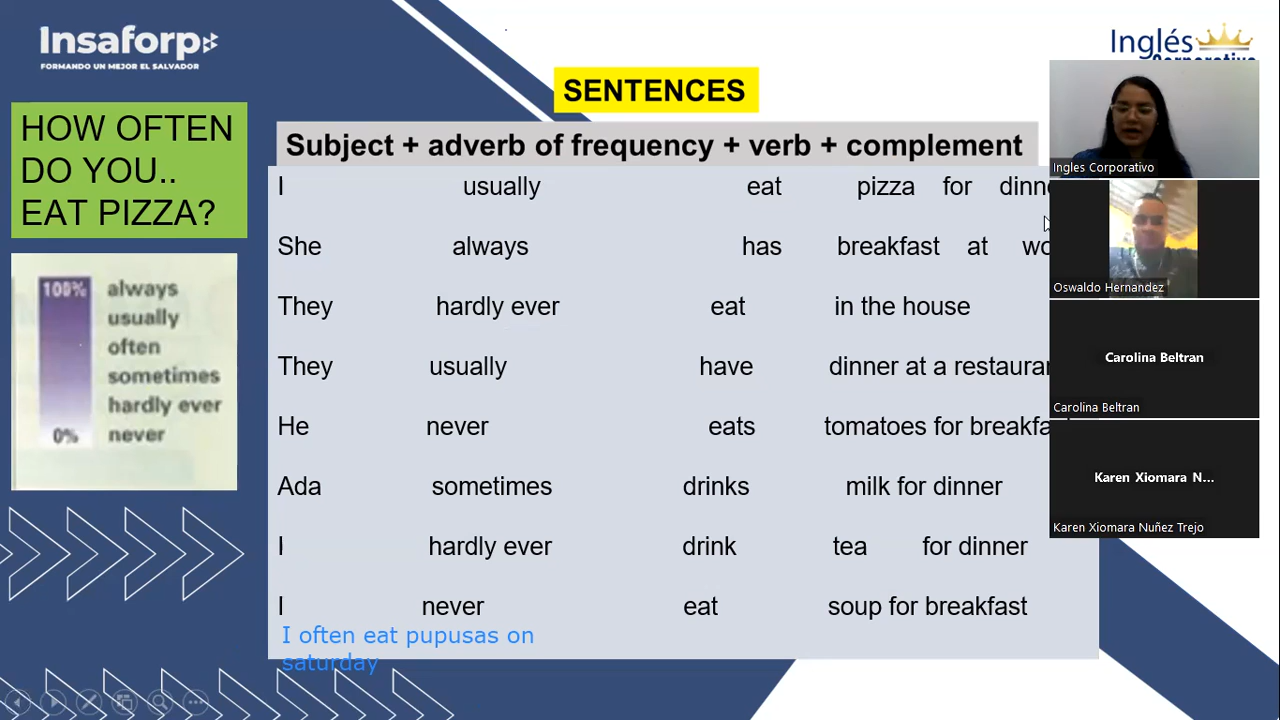 Insaforp
FORMANDO UN MEJOR EL SALVADOR
Inglés
SENTENCES
HOW OFTEN
DO YOU..
EAT PIZZA?
Subject + adverb of frequency + verb + complement
I usually eat pizza for
She always has breakfast at
They hardly ever eat in the house
They usually have dinner at a
He never eats tomatoes for
Ada sometimes drinks milk for dinner
I hardly ever drink tea for dinner
I never eat soup for breakfast
I often eat pupusas on
saturday
100% always
usually
often
sometimes
hardly ever
0% never
Ingles Corporativo
Oswaldo Hernandez
Carolina Beltran
Carolina Beltran
Karen Xiomara N...
Karen Xiomara Nuñez Trejo